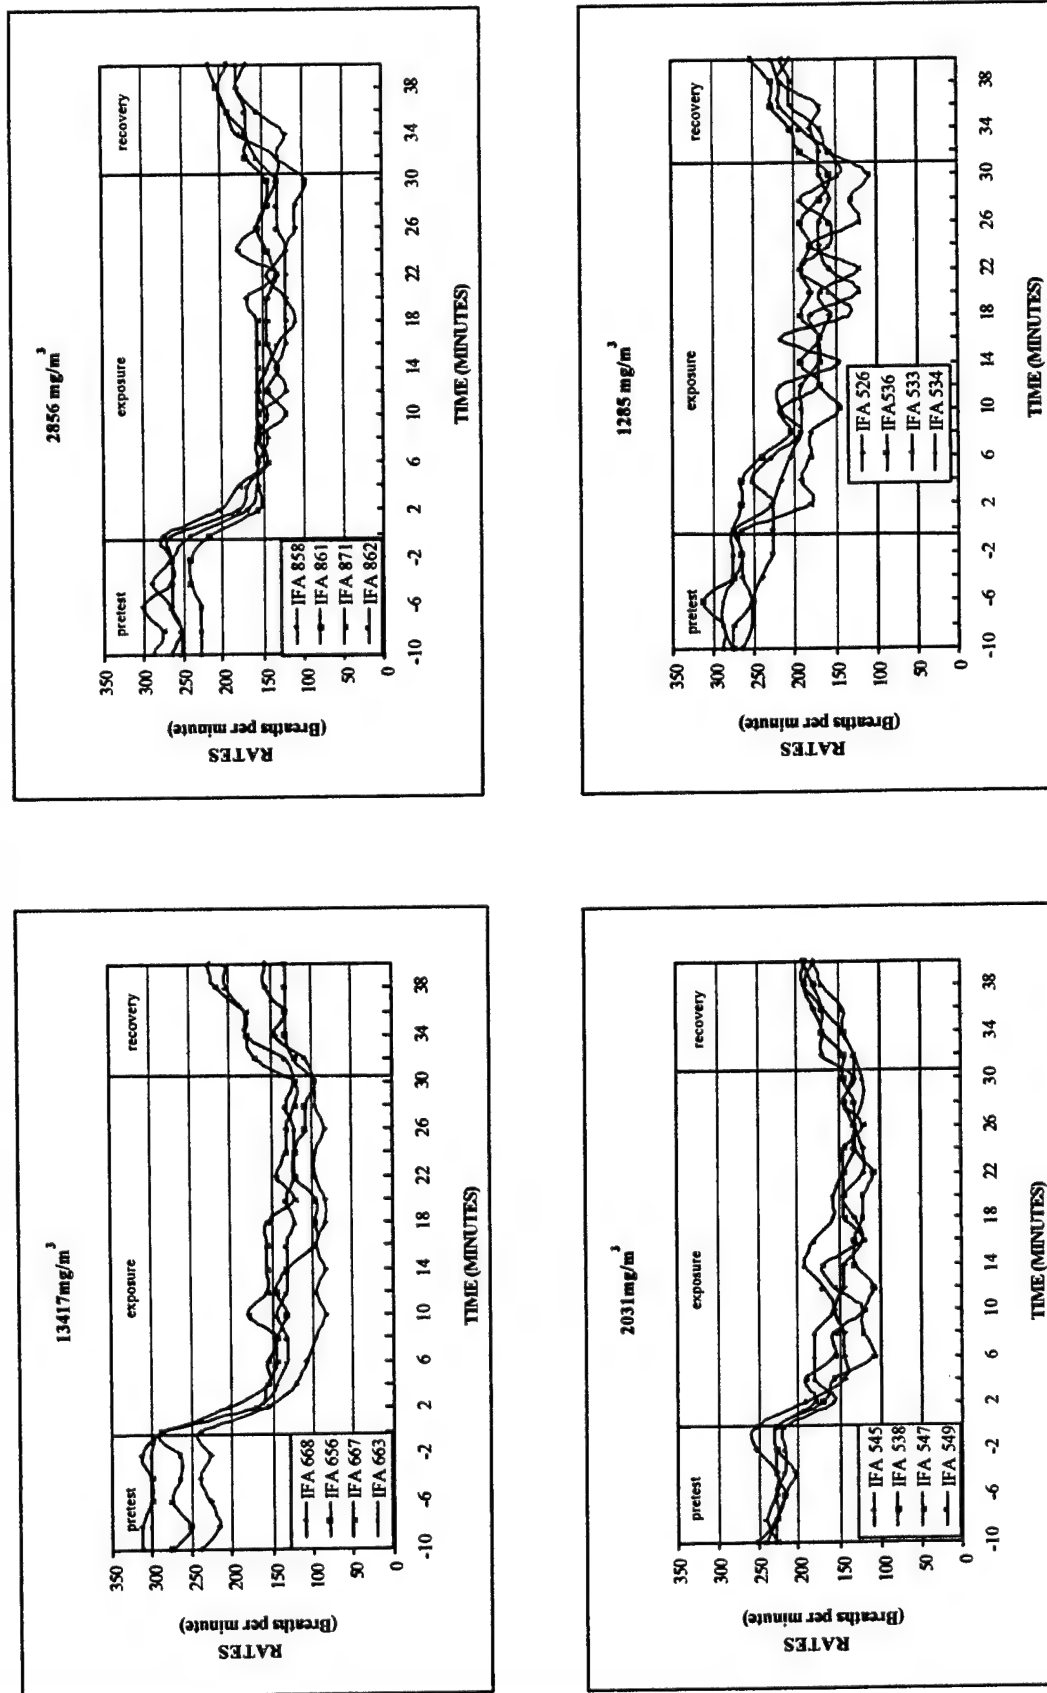 13417mg/m³
RATES
(Breaths per minute)
350
300
250
200
150
100
50
0
pretest
exposure
recovery
IFA 668
IFA 656
IFA 667
IFA 663
-10 -6 -2 2 6 10 14 18 22 26 30 34 38
TIME (MINUTES)
2856 mg/m³
RATES
(Breaths per minute)
350
300
250
200
150
100
50
0
pretest
exposure
recovery
IFA 858
IFA 861
IFA 871
IFA 862
-10 -6 -2 2 6 10 14 18 22 26 30 34 38
TIME (MINUTES)
2031mg/m³
RATES
(Breaths per minute)
350
300
250
200
150
100
50
0
pretest
exposure
recovery
IFA 545
IFA 538
IFA 547
IFA 549
-10 -6 -2 2 6 10 14 18 22 26 30 34 38
TIME (MINUTES)
1285 mg/m³
RATES
(Breaths per minute)
350
300
250
200
150
100
50
0
pretest
exposure
recovery
IFA 526
IFA536
IFA 533
IFA 534
-10 -6 -2 2 6 10 14 18 22 26 30 34 38
TIME (MINUTES)